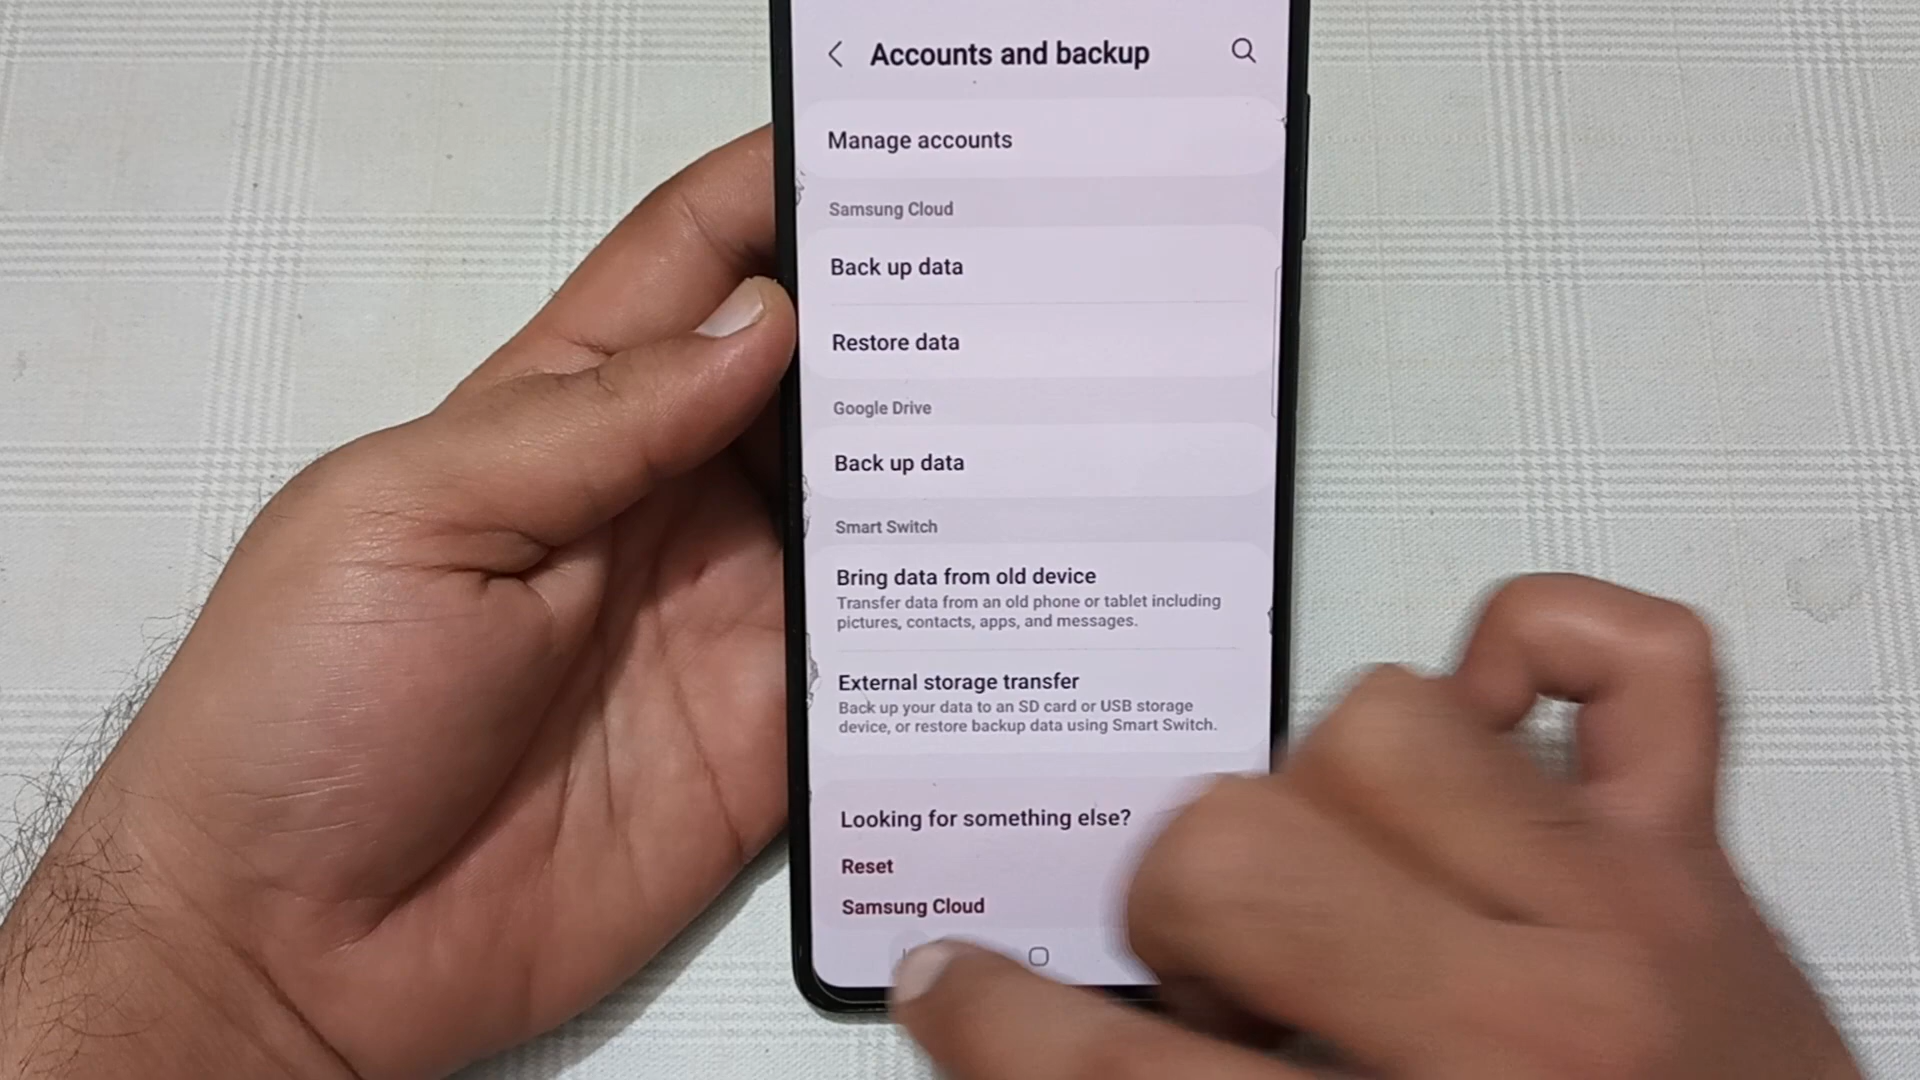 Accounts and backup
Manage accounts
Samsung Cloud
Back up data
Restore data
Google Drive
Back up data
Smart Switch
Bring data from old device
Transfer data from an old phone or tablet including
pictures, contacts, apps, and messages.
External storage transfer
Back up your data to an SD card or USB storage
device, or restore backup data using Smart Switch.
Looking for something else?
Reset
Samsung Cloud